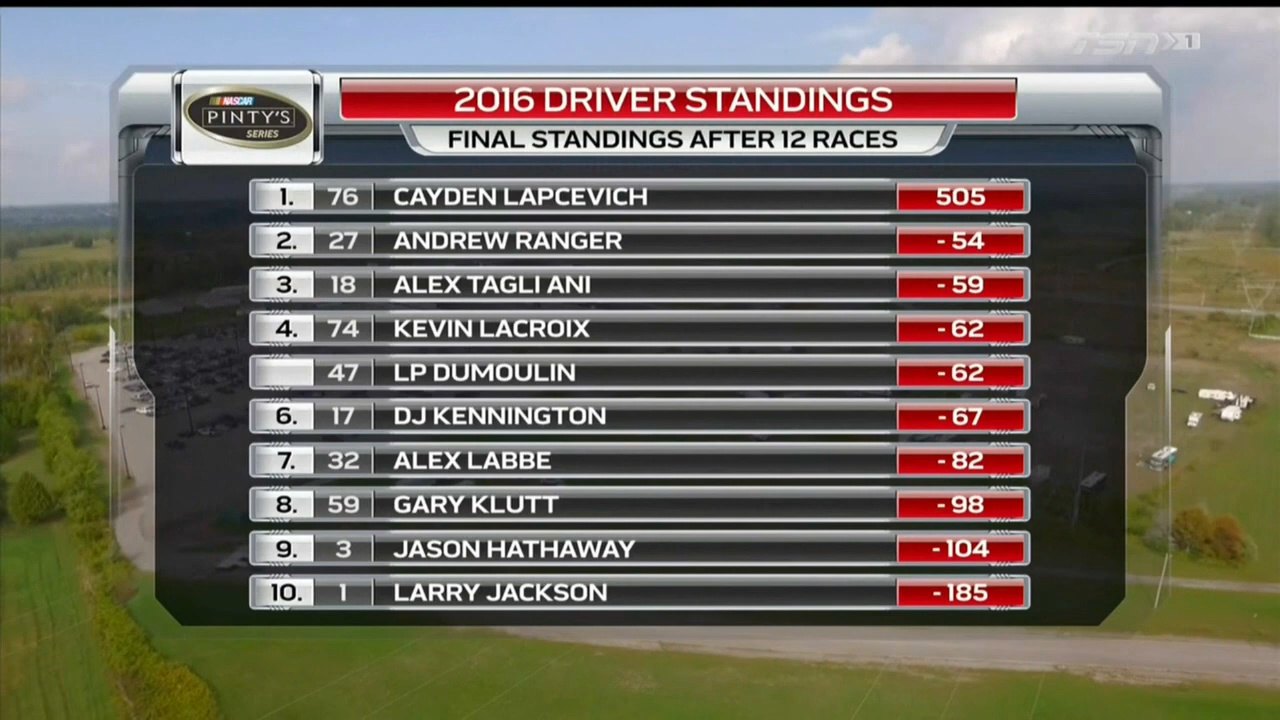 TSN 1
NASCAR
PINTY'S
SERIES
2016 DRIVER STANDINGS
FINAL STANDINGS AFTER 12 RACES
1. 76 CAYDEN LAPCEVICH 505
2. 27 ANDREW RANGER - 54
3. 18 ALEX TAGLI ANI - 59
4. 74 KEVIN LACROIX - 62
47 LP DUMOULIN - 62
6. 17 DJ KENNINGTON - 67
7. 32 ALEX LABBE - 82
8. 59 GARY KLUTT - 98
9. 3 JASON HATHAWAY - 104
10. 1 LARRY JACKSON - 185